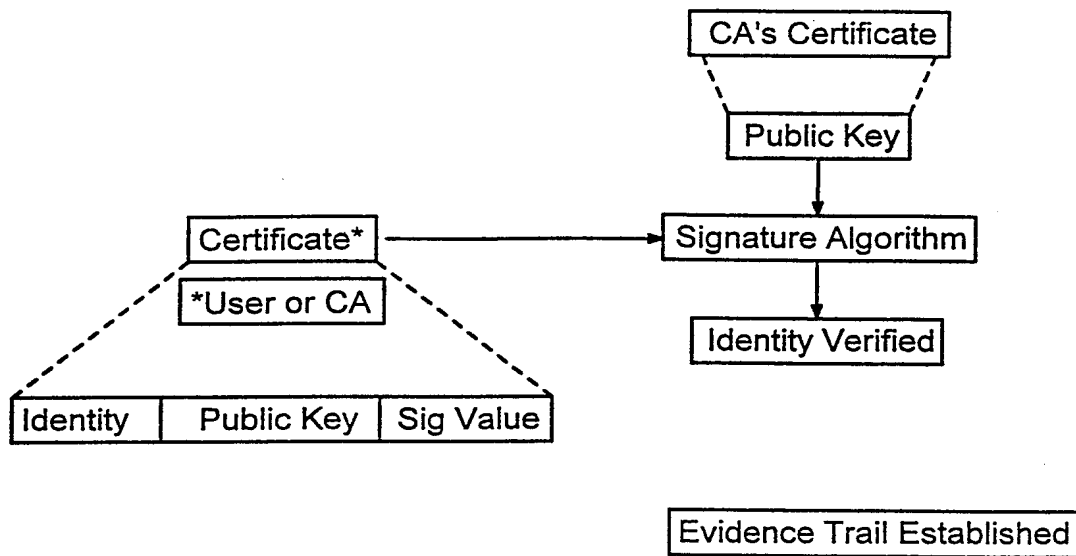 CA's Certificate
Public Key
Certificate*
Signature Algorithm
*User or CA
Identity Verified
Identity
Public Key
Sig Value
Evidence Trail Established